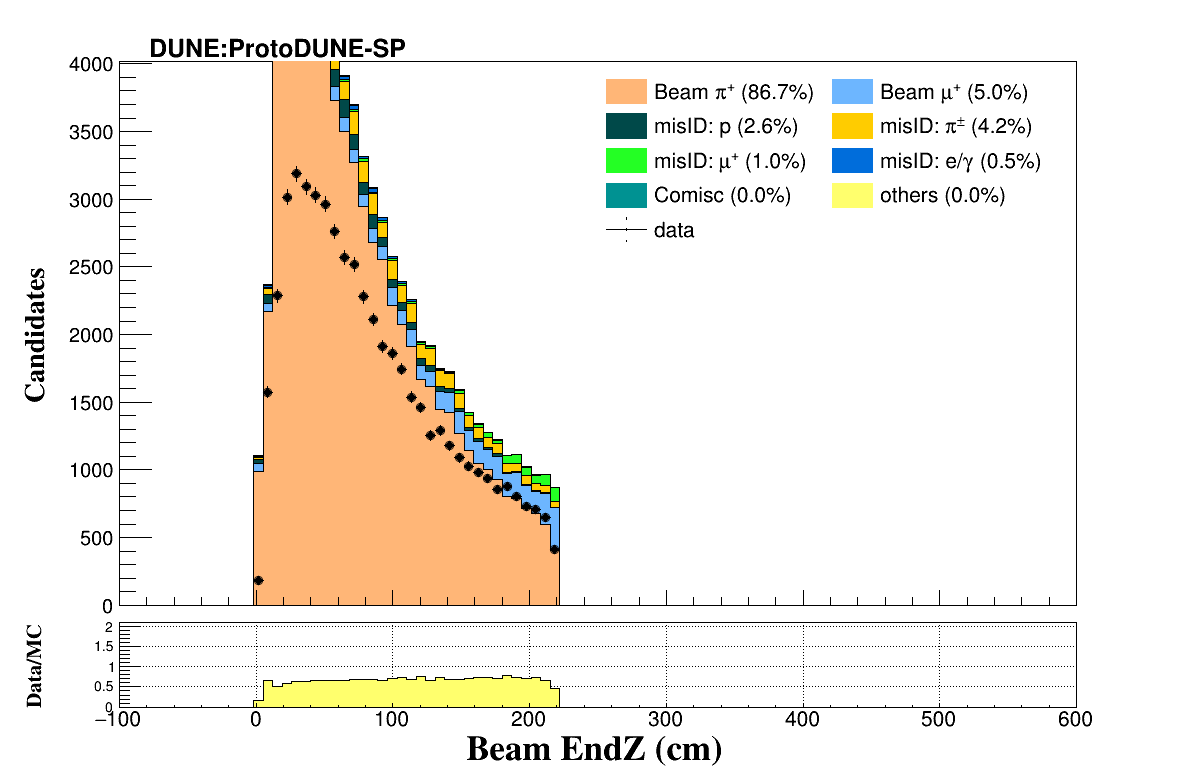 DUNE:ProtoDUNE-SP
4000
3500
3000
2500
2000
1500
1000
500
0
Candidates
Beam π⁺ (86.7%)
Beam μ⁺ (5.0%)
misID: p (2.6%)
misID: π± (4.2%)
misID: μ⁺ (1.0%)
misID: e/γ (0.5%)
Comisc (0.0%)
others (0.0%)
data
2
1.5
1
0.5
0
Data/MC
−100 0 100 200 300 400 500 600
Beam EndZ (cm)